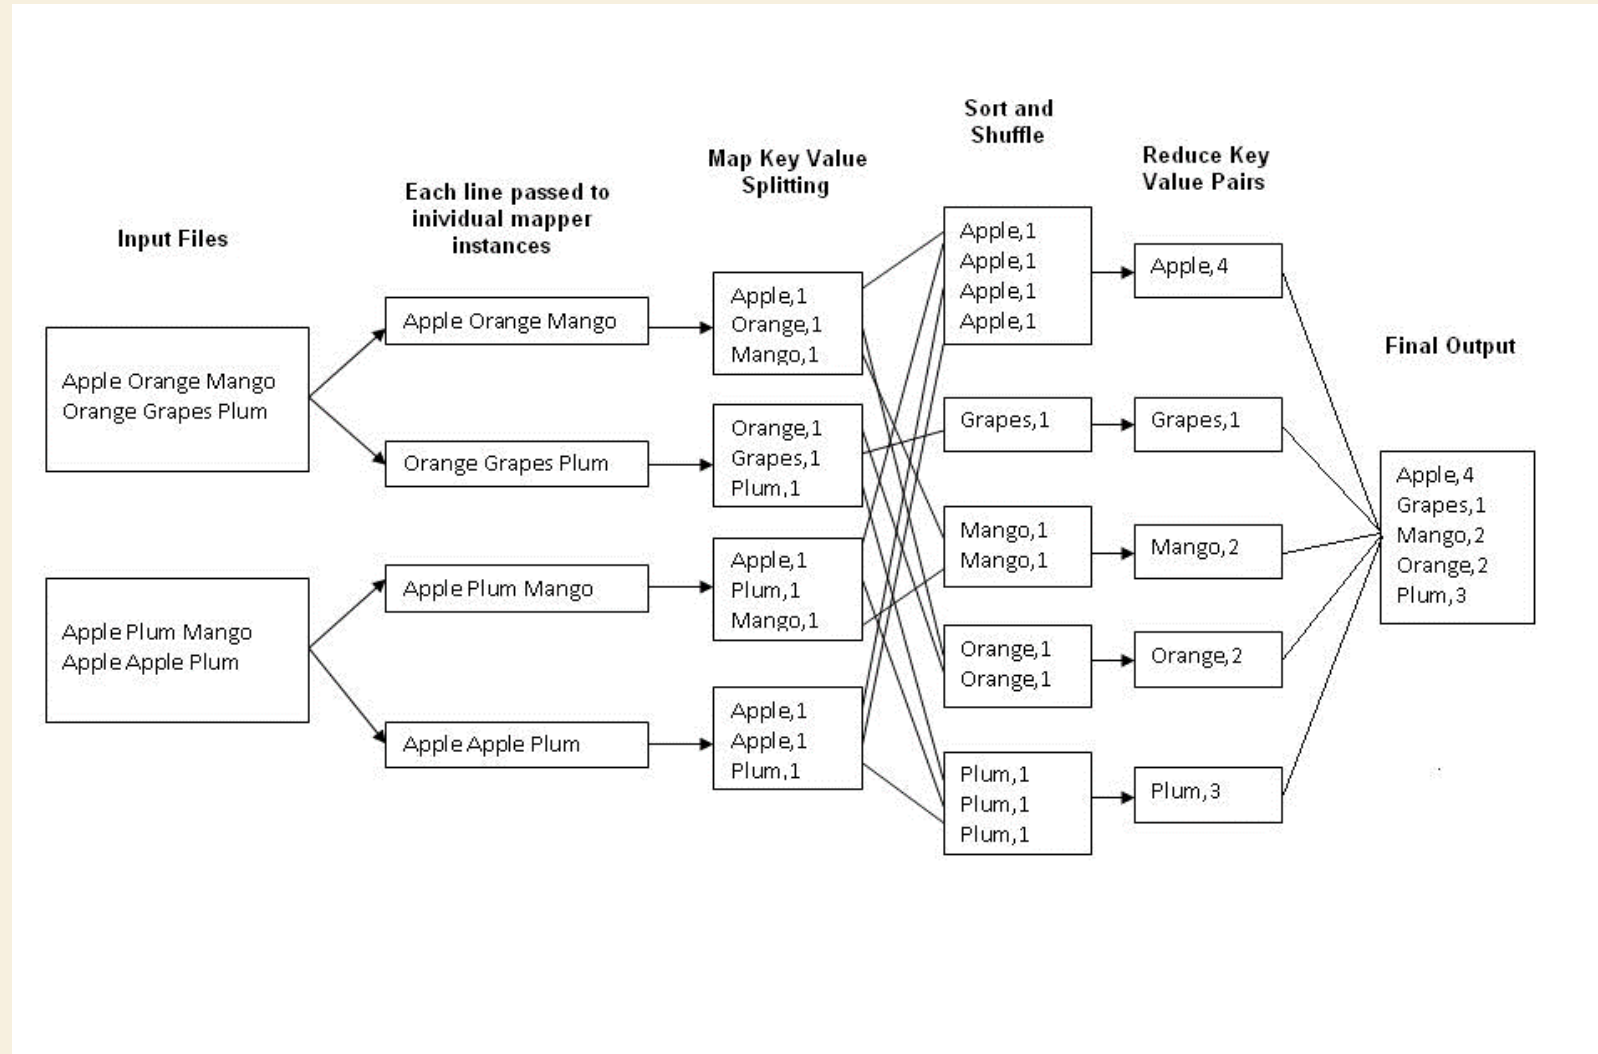 Input Files
Apple Orange Mango
Orange Grapes Plum
Apple Plum Mango
Apple Apple Plum
Each line passed to
inividual mapper
instances
Apple Orange Mango
Orange Grapes Plum
Apple Plum Mango
Apple Apple Plum
Map Key Value
Splitting
Apple,1
Orange,1
Mango,1
Orange,1
Grapes,1
Plum,1
Apple,1
Plum,1
Mango,1
Apple,1
Apple,1
Plum,1
Sort and
Shuffle
Apple,1
Apple,1
Apple,1
Apple,1
Grapes,1
Mango,1
Mango,1
Orange,1
Orange,1
Plum,1
Plum,1
Plum,1
Reduce Key
Value Pairs
Apple,4
Grapes,1
Mango,2
Orange,2
Plum,3
Final Output
Apple,4
Grapes,1
Mango,2
Orange,2
Plum,3